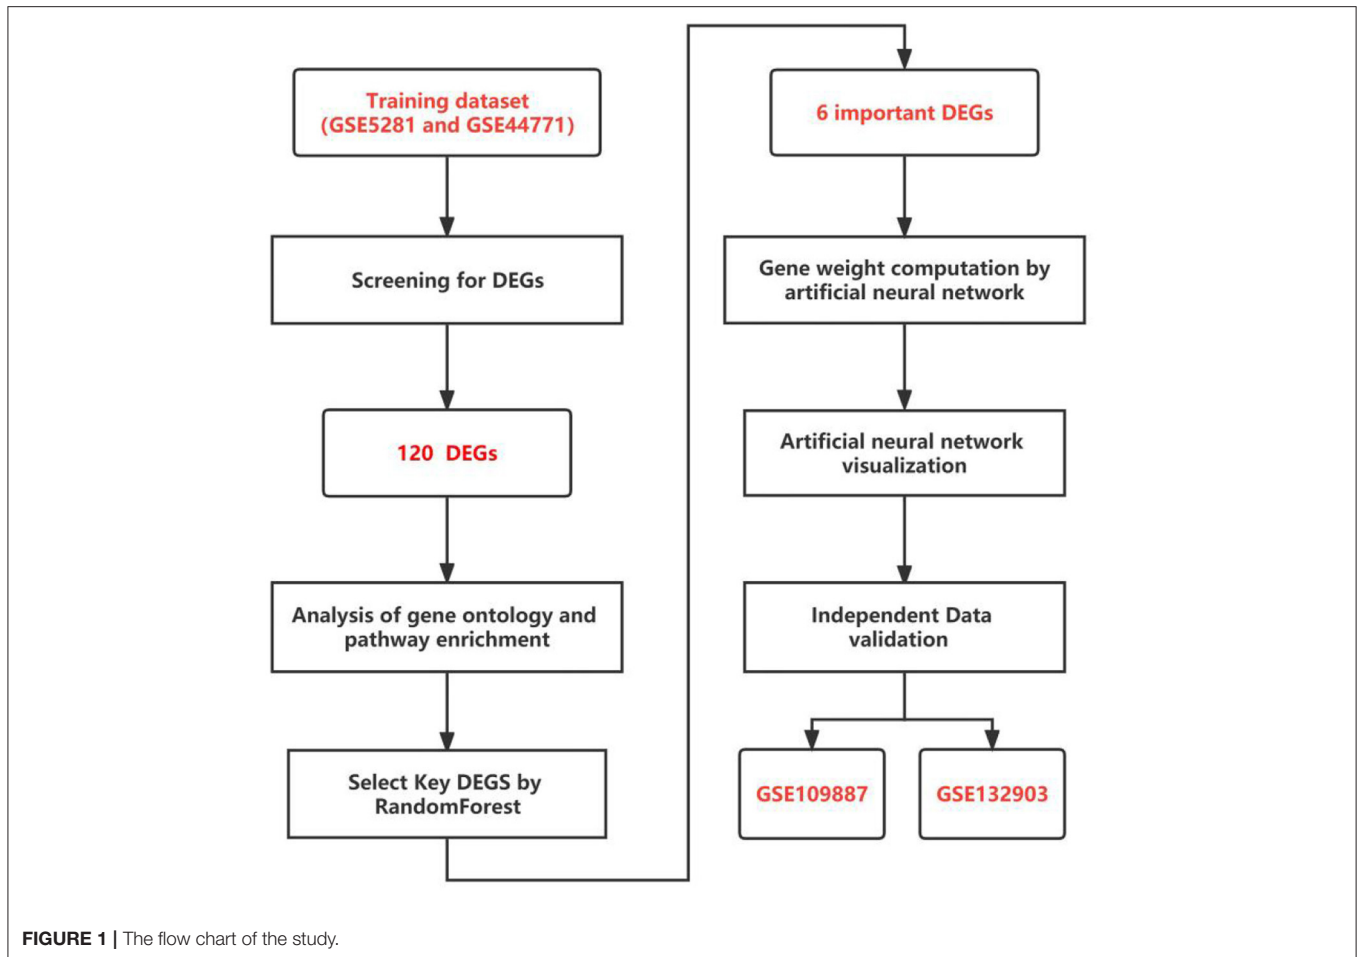 Training dataset
(GSE5281 and GSE44771)
Screening for DEGs
120 DEGs
Analysis of gene ontology and
pathway enrichment
Select Key DEGS by
RandomForest
6 important DEGs
Gene weight computation by
artificial neural network
Artificial neural network
visualization
Independent Data
validation
GSE109887
GSE132903
FIGURE 1 | The flow chart of the study.